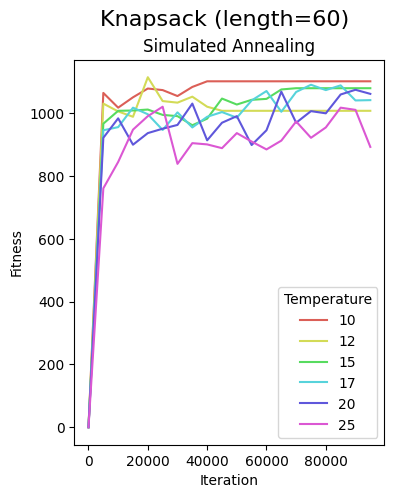 Knapsack (length=60)
Simulated Annealing
Fitness
1000
800
600
400
200
0
Temperature
10
12
15
17
20
25
0 20000 40000 60000 80000
Iteration